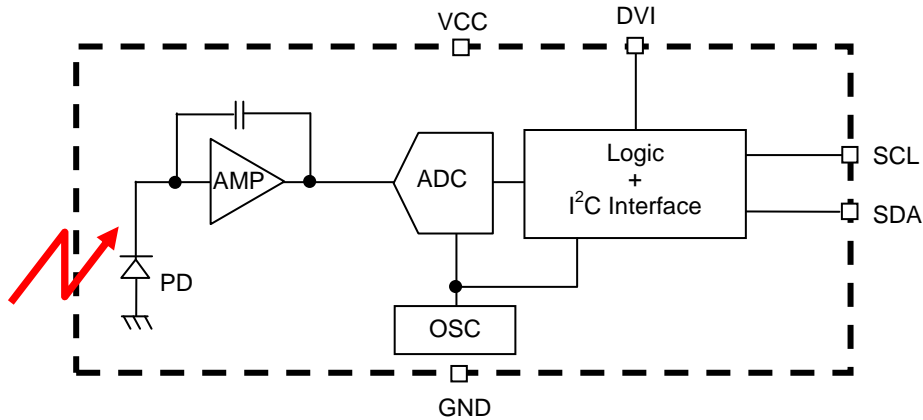 VCC
DVI
AMP
ADC
Logic
+
I²C Interface
SCL
SDA
PD
OSC
GND